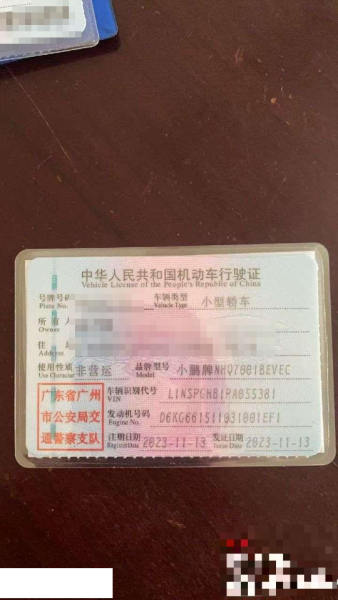 中华人民共和国机动车行驶证
Vehicle License of the People's Republic of China
号牌号码 车辆类型 小型轿车
Plate No. Vehicle Type
所有人
Owner
住
Address
使用性质 非营运 品牌型号 小鹏牌NHQ7001BEVEC
Use Character Model
广东省广州市公安局交通警察支队
车辆识别代号
VIN L1NSPGHB1RA055381
发动机号码 D6KG661511031001EF1
Engine No.
注册日期 2023-11-13 发证日期 2023-11-13
Register Date Issue Date